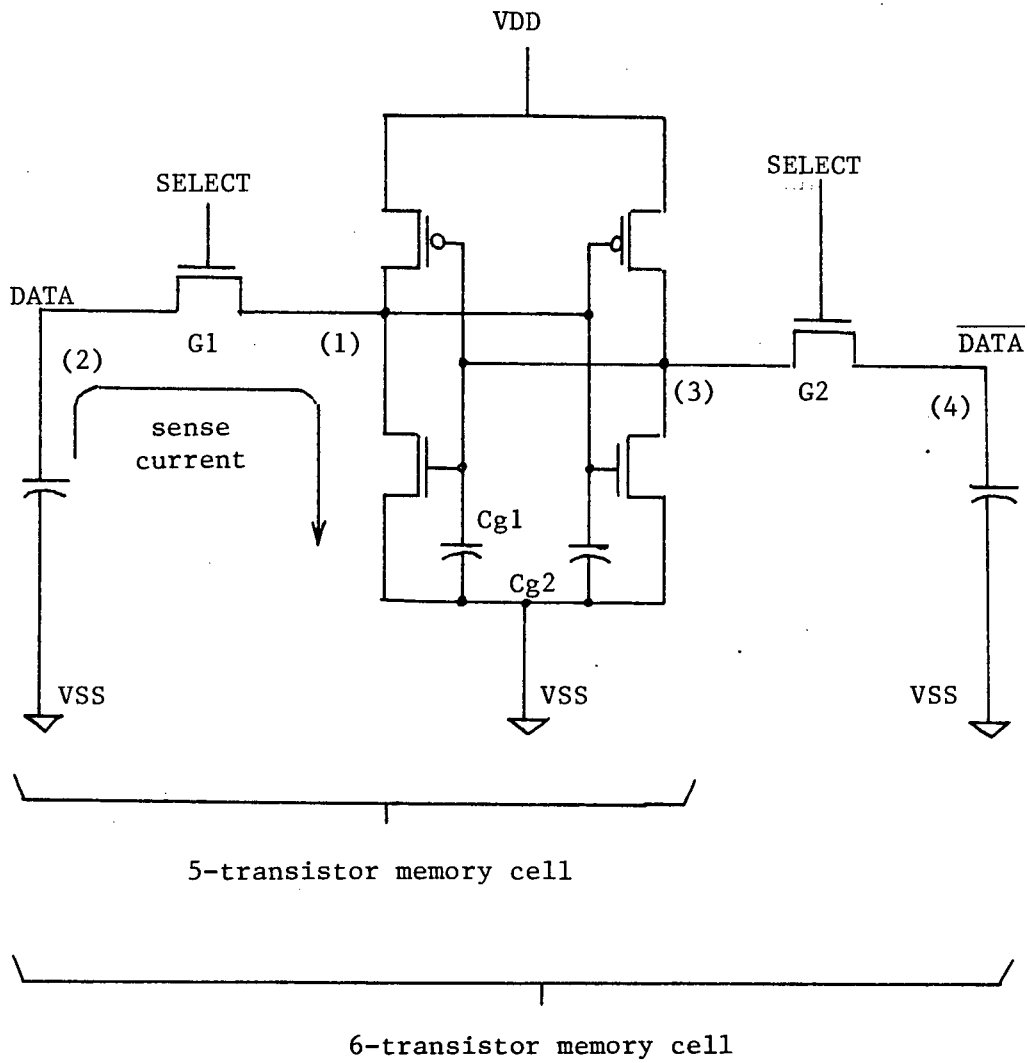 VDD
SELECT
SELECT
DATA
G1
(1)
DATA
(2)
(3)
G2
(4)
sense
current
Cg1
Cg2
VSS
VSS
VSS
5-transistor memory cell
6-transistor memory cell